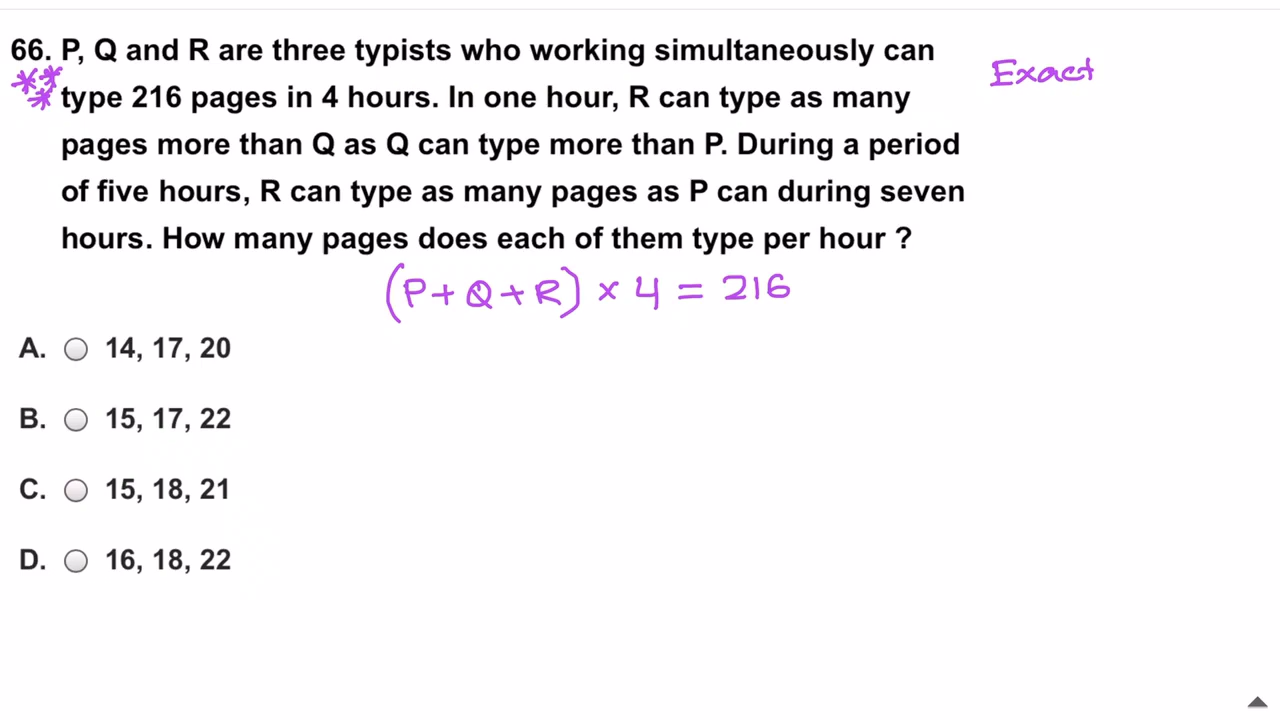 66. P, Q and R are three typists who working simultaneously can
Exact
type 216 pages in 4 hours. In one hour, R can type as many
pages more than Q as Q can type more than P. During a period
of five hours, R can type as many pages as P can during seven
hours. How many pages does each of them type per hour ?
(P+Q+R) × 4 = 216
A. 14, 17, 20
B. 15, 17, 22
C. 15, 18, 21
D. 16, 18, 22